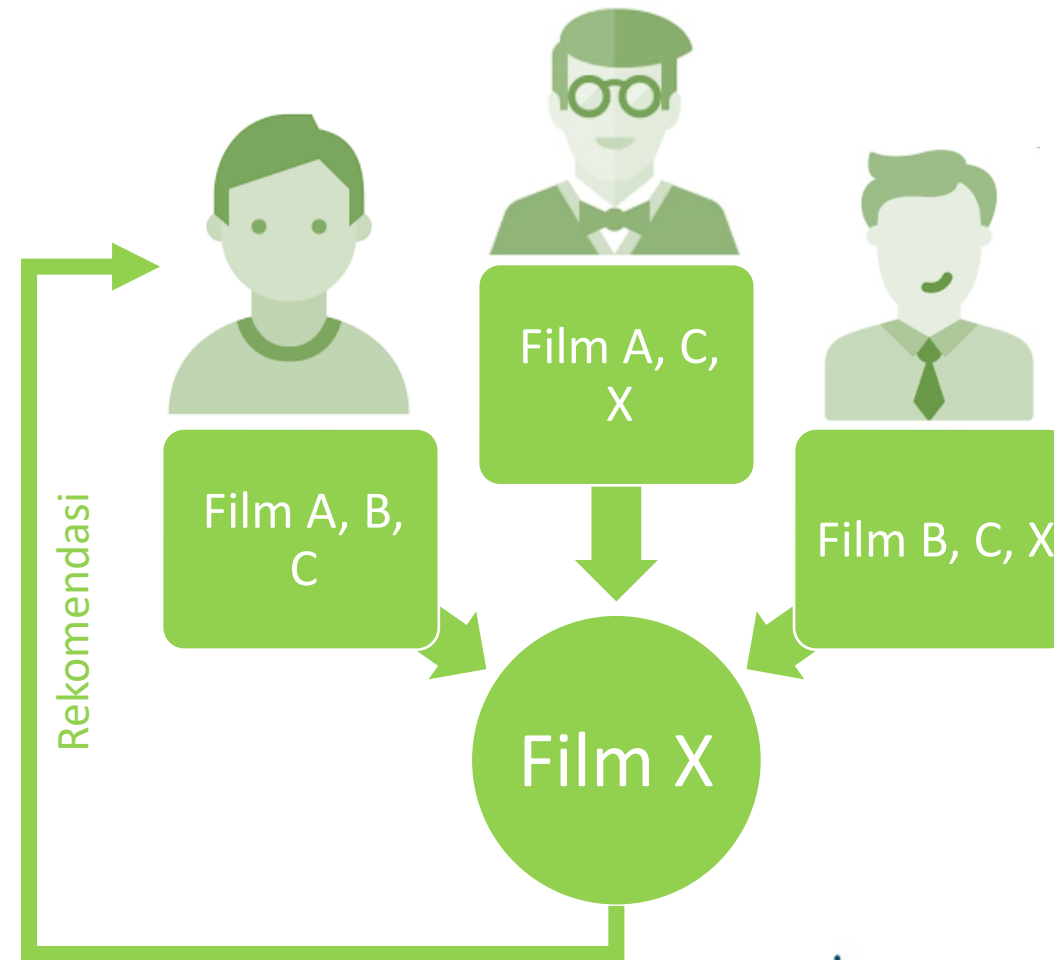 Film A, C,
X
Film A, B,
C
Film B, C, X
Rekomendasi
Film X